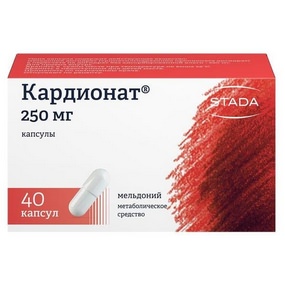 Кардионат®
250 мг
капсулы
STADA
40
капсул
мельдоний
метаболическое
средство